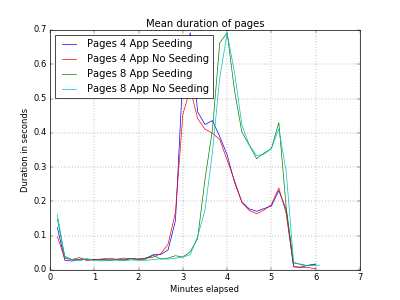 Mean duration of pages
0.7
0.6
0.5
0.4
0.3
0.2
0.1
0.0
Duration in seconds
Pages 4 App Seeding
Pages 4 App No Seeding
Pages 8 App Seeding
Pages 8 App No Seeding
0 1 2 3 4 5 6 7
Minutes elapsed